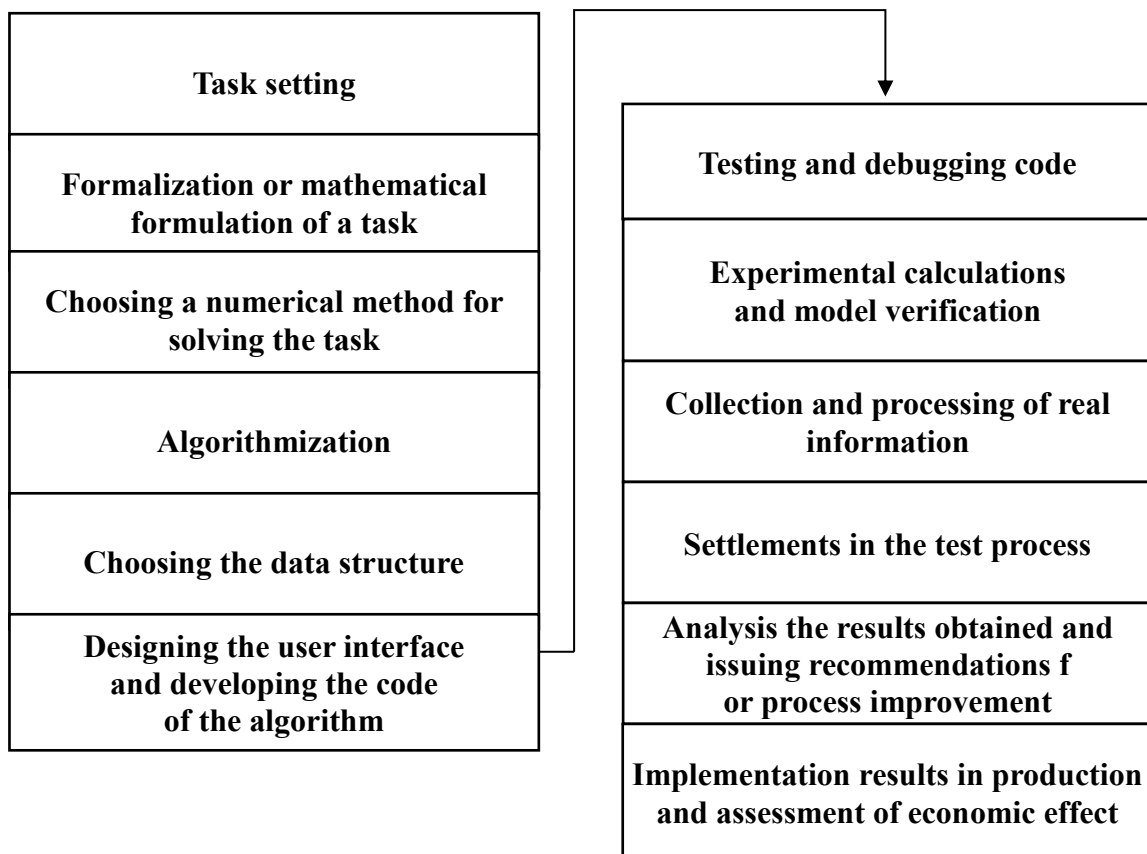 Task setting
Formalization or mathematical
formulation of a task
Choosing a numerical method for
solving the task
Algorithmization
Choosing the data structure
Designing the user interface
and developing the code
of the algorithm
Testing and debugging code
Experimental calculations
and model verification
Collection and processing of real
information
Settlements in the test process
Analysis the results obtained and
issuing recommendations f
or process improvement
Implementation results in production
and assessment of economic effect